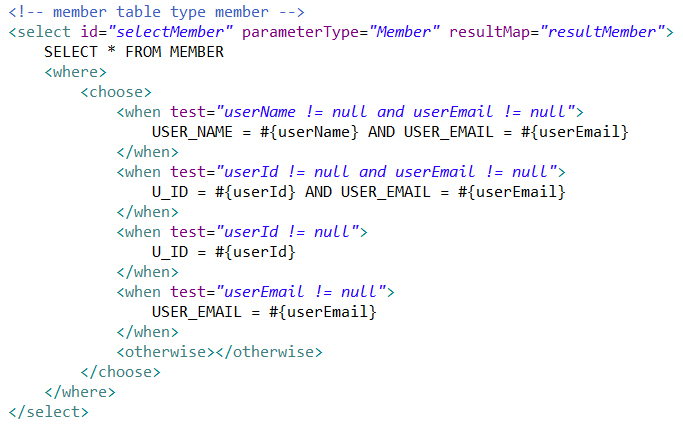 <!-- member table type member -->
<select id="selectMember" parameterType="Member" resultMap="resultMember">
    SELECT * FROM MEMBER
    <where>
        <choose>
            <when test="userName != null and userEmail != null">
                USER_NAME = #{userName} AND USER_EMAIL = #{userEmail}
            </when>
            <when test="userId != null and userEmail != null">
                U_ID = #{userId} AND USER_EMAIL = #{userEmail}
            </when>
            <when test="userId != null">
                U_ID = #{userId}
            </when>
            <when test="userEmail != null">
                USER_EMAIL = #{userEmail}
            </when>
            <otherwise></otherwise>
        </choose>
    </where>
</select>